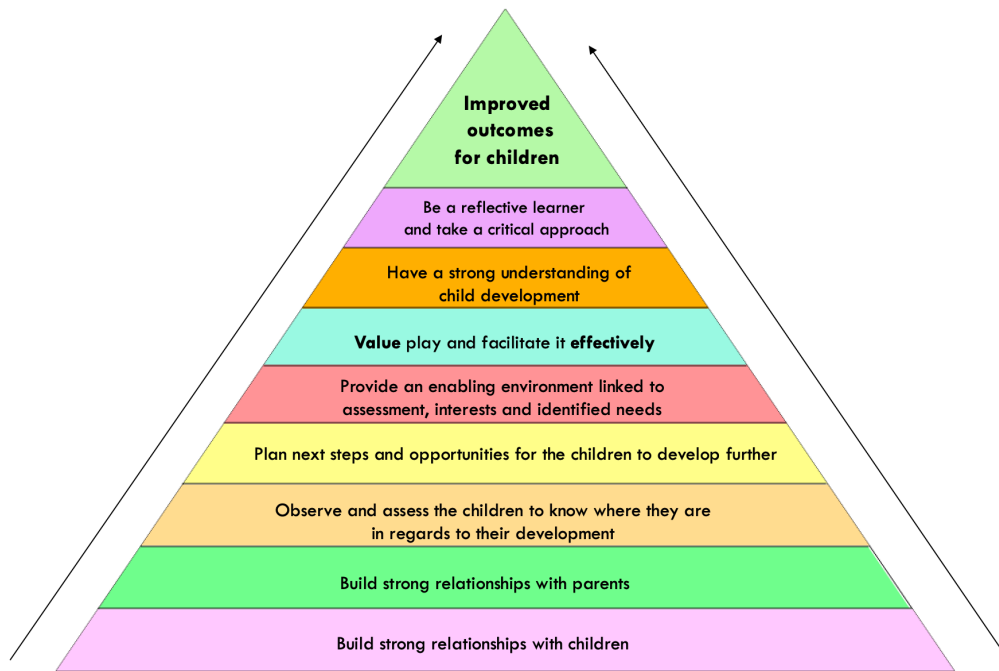 Improved
outcomes
for children
Be a reflective learner
and take a critical approach
Have a strong understanding of
child development
Value play and facilitate it effectively
Provide an enabling environment linked to
assessment, interests and identified needs
Plan next steps and opportunities for the children to develop further
Observe and assess the children to know where they are
in regards to their development
Build strong relationships with parents
Build strong relationships with children